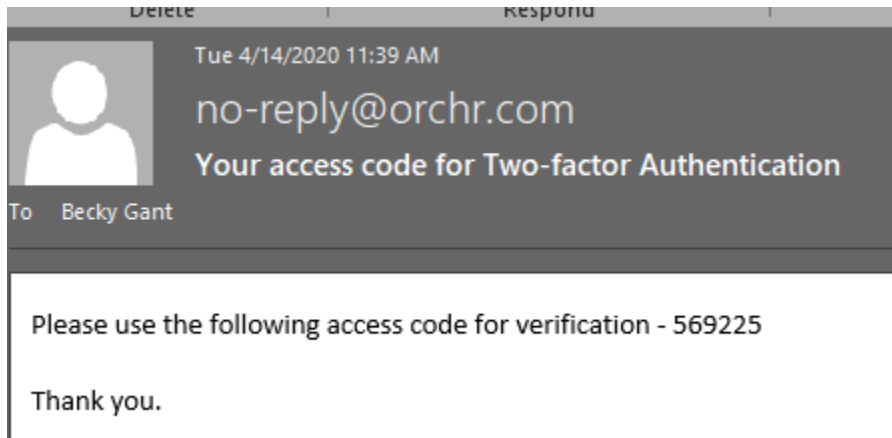 Delete Respond
Tue 4/14/2020 11:39 AM
no-reply@orchr.com
Your access code for Two-factor Authentication
To Becky Gant
Please use the following access code for verification - 569225
Thank you.